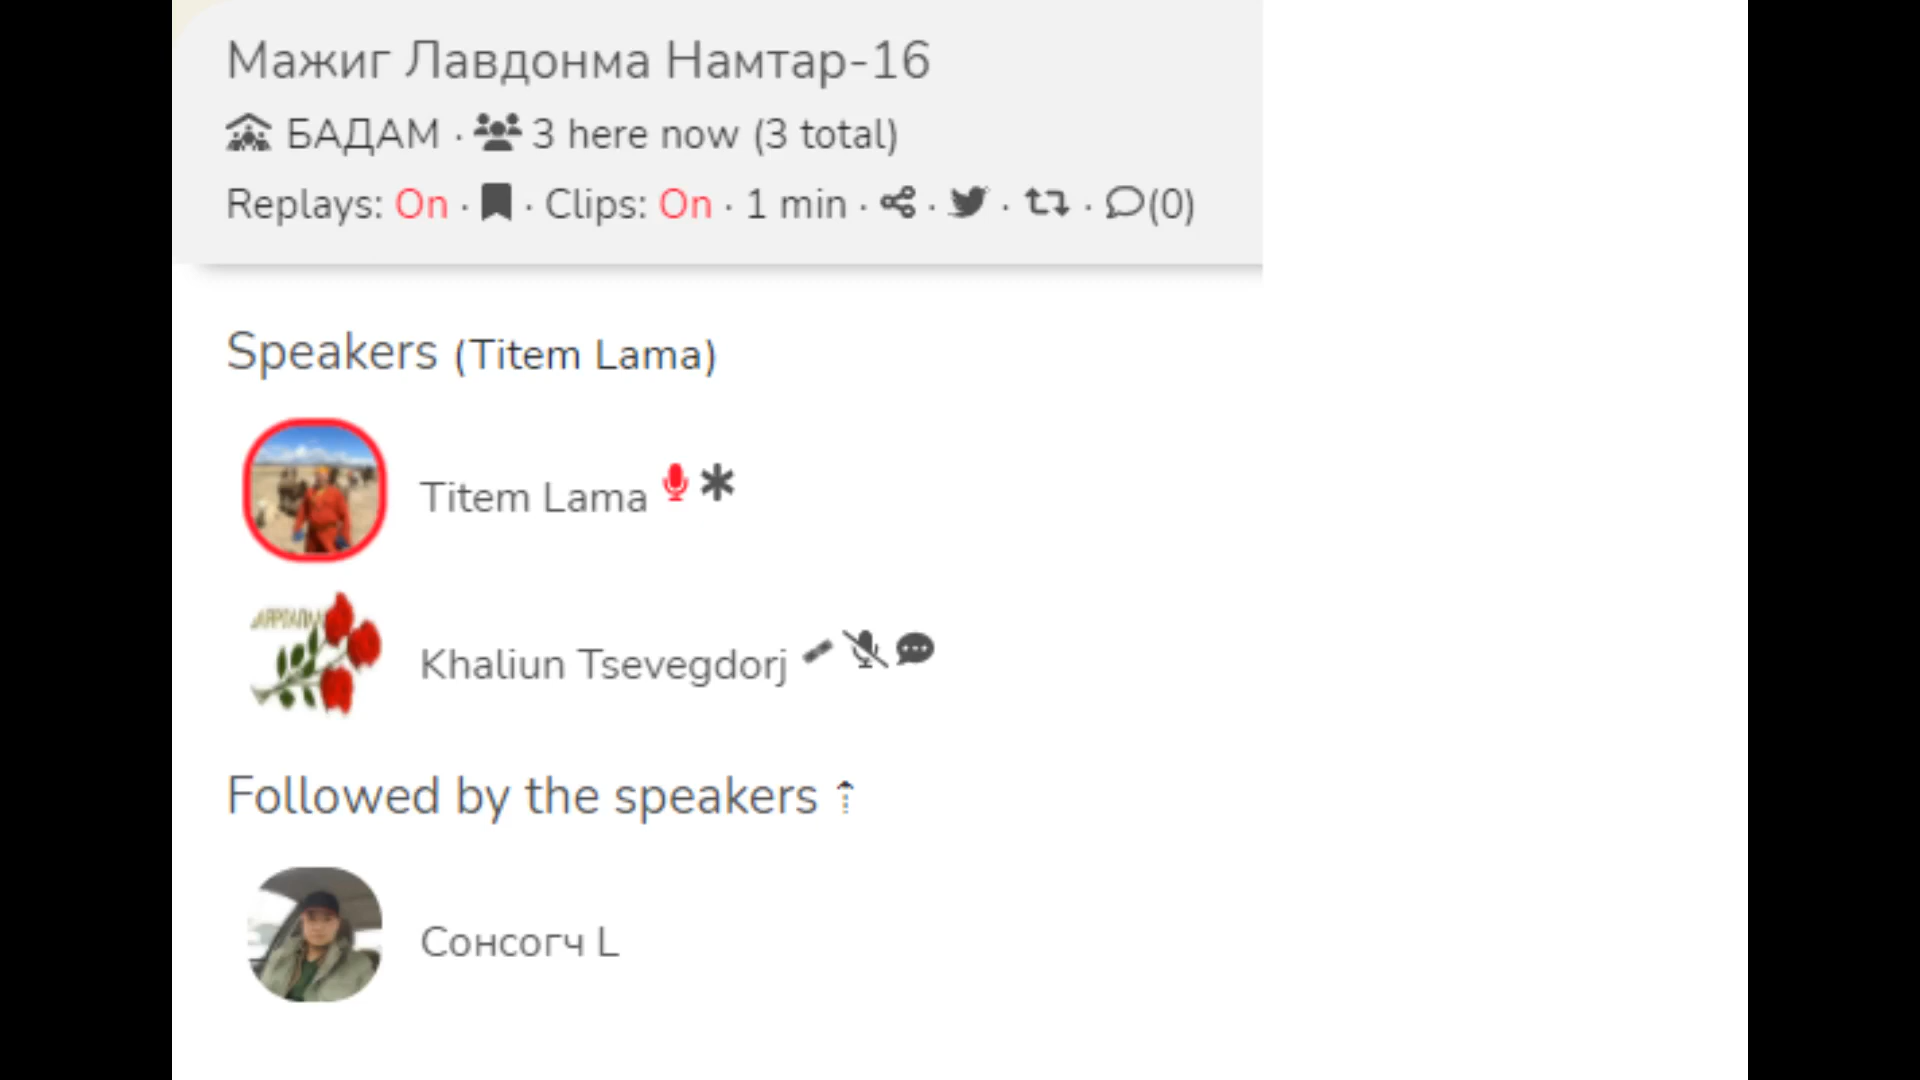 Мажиг Лавдонма Намтар-16
БАДАМ · 3 here now (3 total)
Replays: On · · Clips: On · 1 min · · · · (0)
Speakers (Titem Lama)
Titem Lama
Khaliun Tsevegdorj
Followed by the speakers ⇡
Сонсогч L